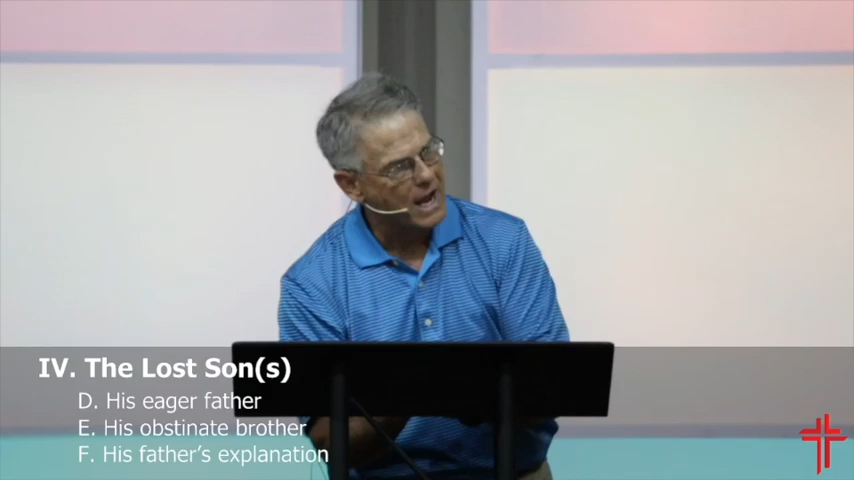 IV. The Lost Son(s)
D. His eager father
E. His obstinate brother
F. His father's explanation